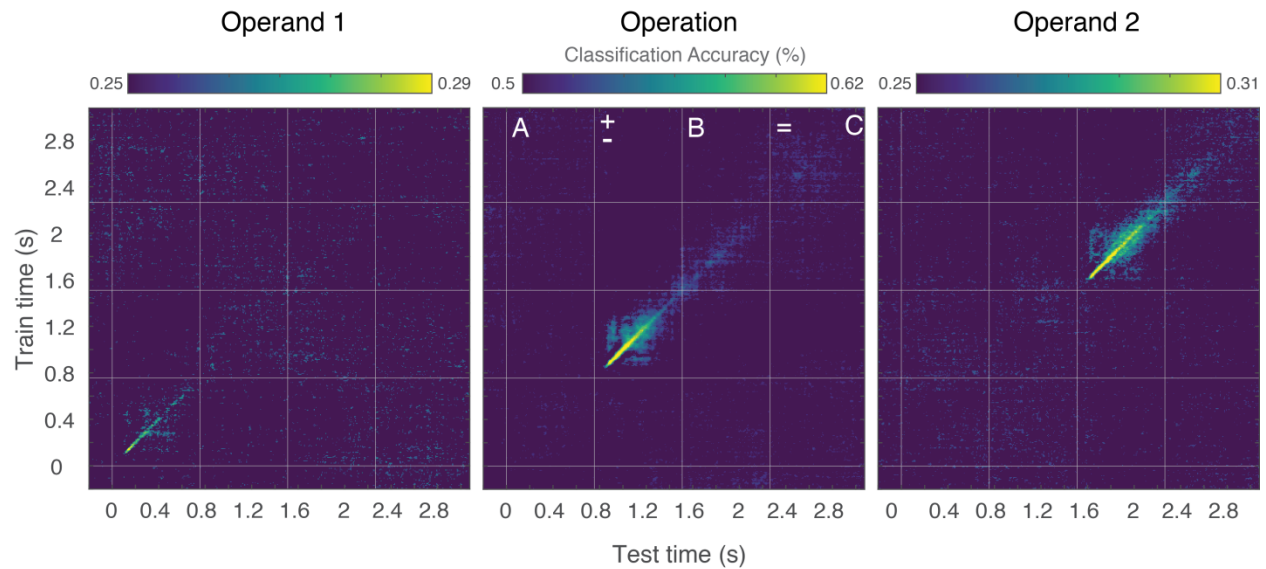 Operand 1
Operation
Operand 2
Classification Accuracy (%)
0.25 0.29
0.5 0.62
0.25 0.31
A + - B = C
Train time (s)
2.8
2.4
2
1.6
1.2
0.8
0.4
0
0 0.4 0.8 1.2 1.6 2 2.4 2.8
0 0.4 0.8 1.2 1.6 2 2.4 2.8
0 0.4 0.8 1.2 1.6 2 2.4 2.8
Test time (s)